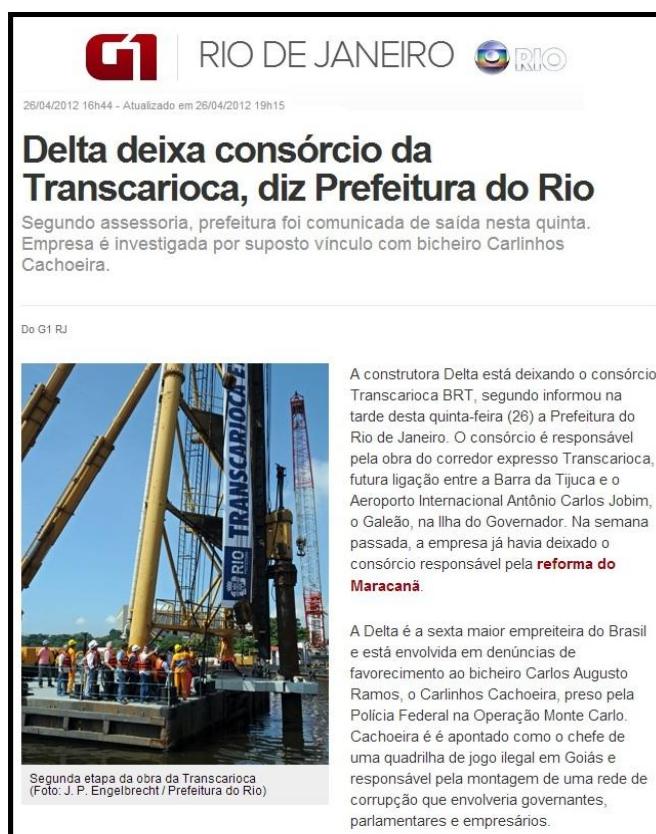 G1 RIO DE JANEIRO RIO
26/04/2012 16h44 - Atualizado em 26/04/2012 19h15
Delta deixa consórcio da
Transcarioca, diz Prefeitura do Rio
Segundo assessoria, prefeitura foi comunicada de saída nesta quinta.
Empresa é investigada por suposto vínculo com bicheiro Carlinhos
Cachoeira.
Do G1 RJ
TRANSCARIOCA
RIO
Segunda etapa da obra da Transcarioca
(Foto: J. P. Engelbrecht / Prefeitura do Rio)
A construtora Delta está deixando o consórcio
Transcarioca BRT, segundo informou na
tarde desta quinta-feira (26) a Prefeitura do
Rio de Janeiro. O consórcio é responsável
pela obra do corredor expresso Transcarioca,
futura ligação entre a Barra da Tijuca e o
Aeroporto Internacional Antônio Carlos Jobim,
o Galeão, na Ilha do Governador. Na semana
passada, a empresa já havia deixado o
consórcio responsável pela reforma do
Maracanã.
A Delta é a sexta maior empreiteira do Brasil
e está envolvida em denúncias de
favorecimento ao bicheiro Carlos Augusto
Ramos, o Carlinhos Cachoeira, preso pela
Polícia Federal na Operação Monte Carlo.
Cachoeira é é apontado como o chefe de
uma quadrilha de jogo ilegal em Goiás e
responsável pela montagem de uma rede de
corrupção que envolveria governantes,
parlamentares e empresários.